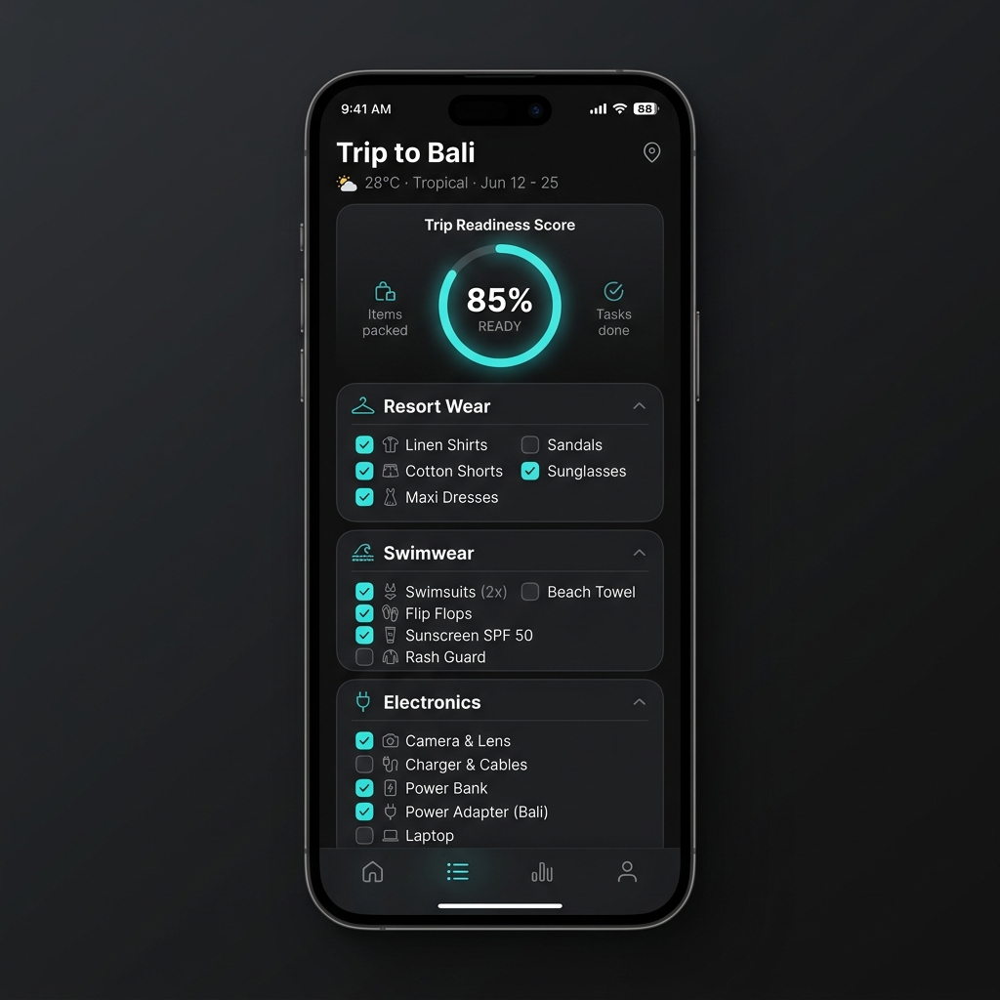 9:41 AM
88
Trip to Bali
28°C · Tropical · Jun 12 - 25
Trip Readiness Score
85%
READY
Items
packed
Tasks
done
Resort Wear
Linen Shirts
Sandals
Cotton Shorts
Sunglasses
Maxi Dresses
Swimwear
Swimsuits (2x)
Beach Towel
Flip Flops
Sunscreen SPF 50
Rash Guard
Electronics
Camera & Lens
Charger & Cables
Power Bank
Power Adapter (Bali)
Laptop